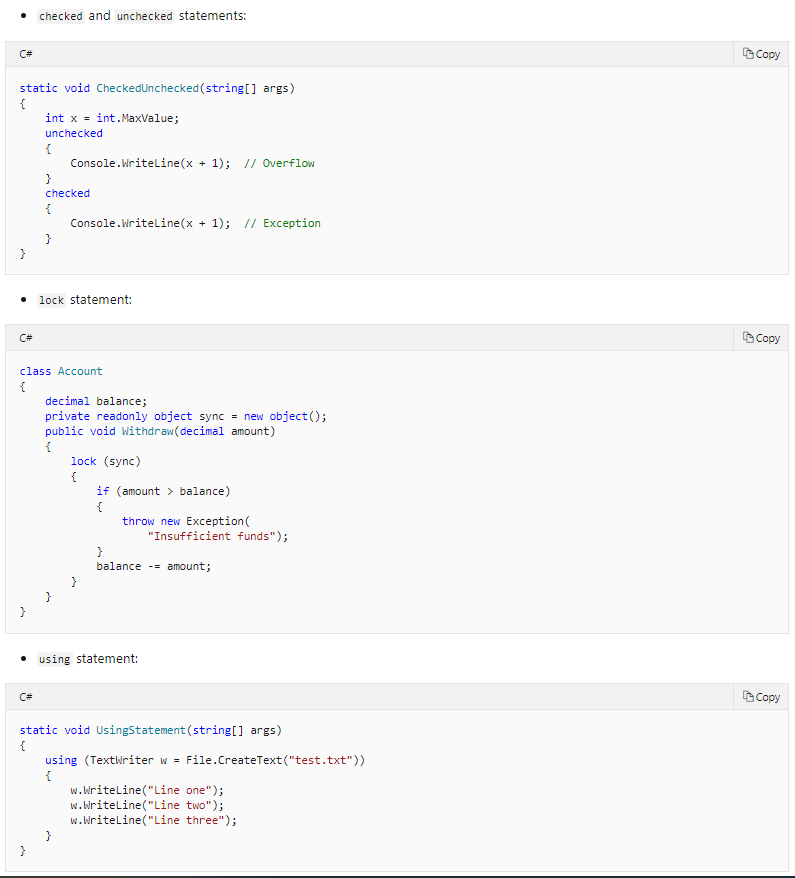 • checked and unchecked statements:
C# Copy
static void CheckedUnchecked(string[] args)
{
    int x = int.MaxValue;
    unchecked
    {
        Console.WriteLine(x + 1);  // Overflow
    }
    checked
    {
        Console.WriteLine(x + 1);  // Exception
    }
}
• lock statement:
C# Copy
class Account
{
    decimal balance;
    private readonly object sync = new object();
    public void Withdraw(decimal amount)
    {
        lock (sync)
        {
            if (amount > balance)
            {
                throw new Exception(
                    "Insufficient funds");
            }
            balance -= amount;
        }
    }
}
• using statement:
C# Copy
static void UsingStatement(string[] args)
{
    using (TextWriter w = File.CreateText("test.txt"))
    {
        w.WriteLine("Line one");
        w.WriteLine("Line two");
        w.WriteLine("Line three");
    }
}